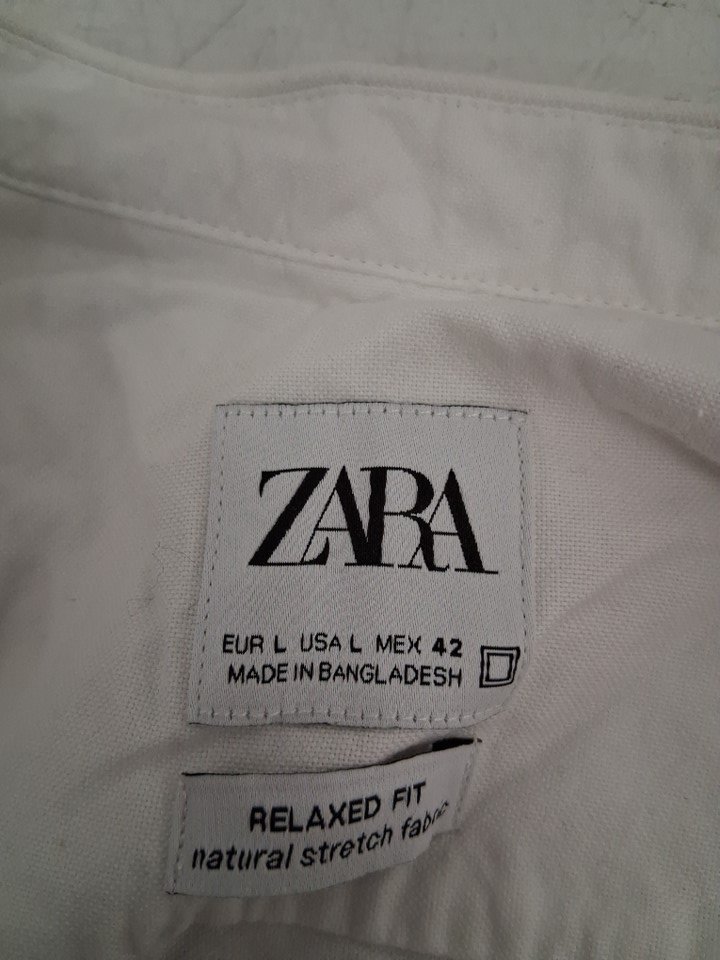 ZARA
EUR L USA L MEX 42
MADE IN BANGLADESH
RELAXED FIT
natural stretch fabric